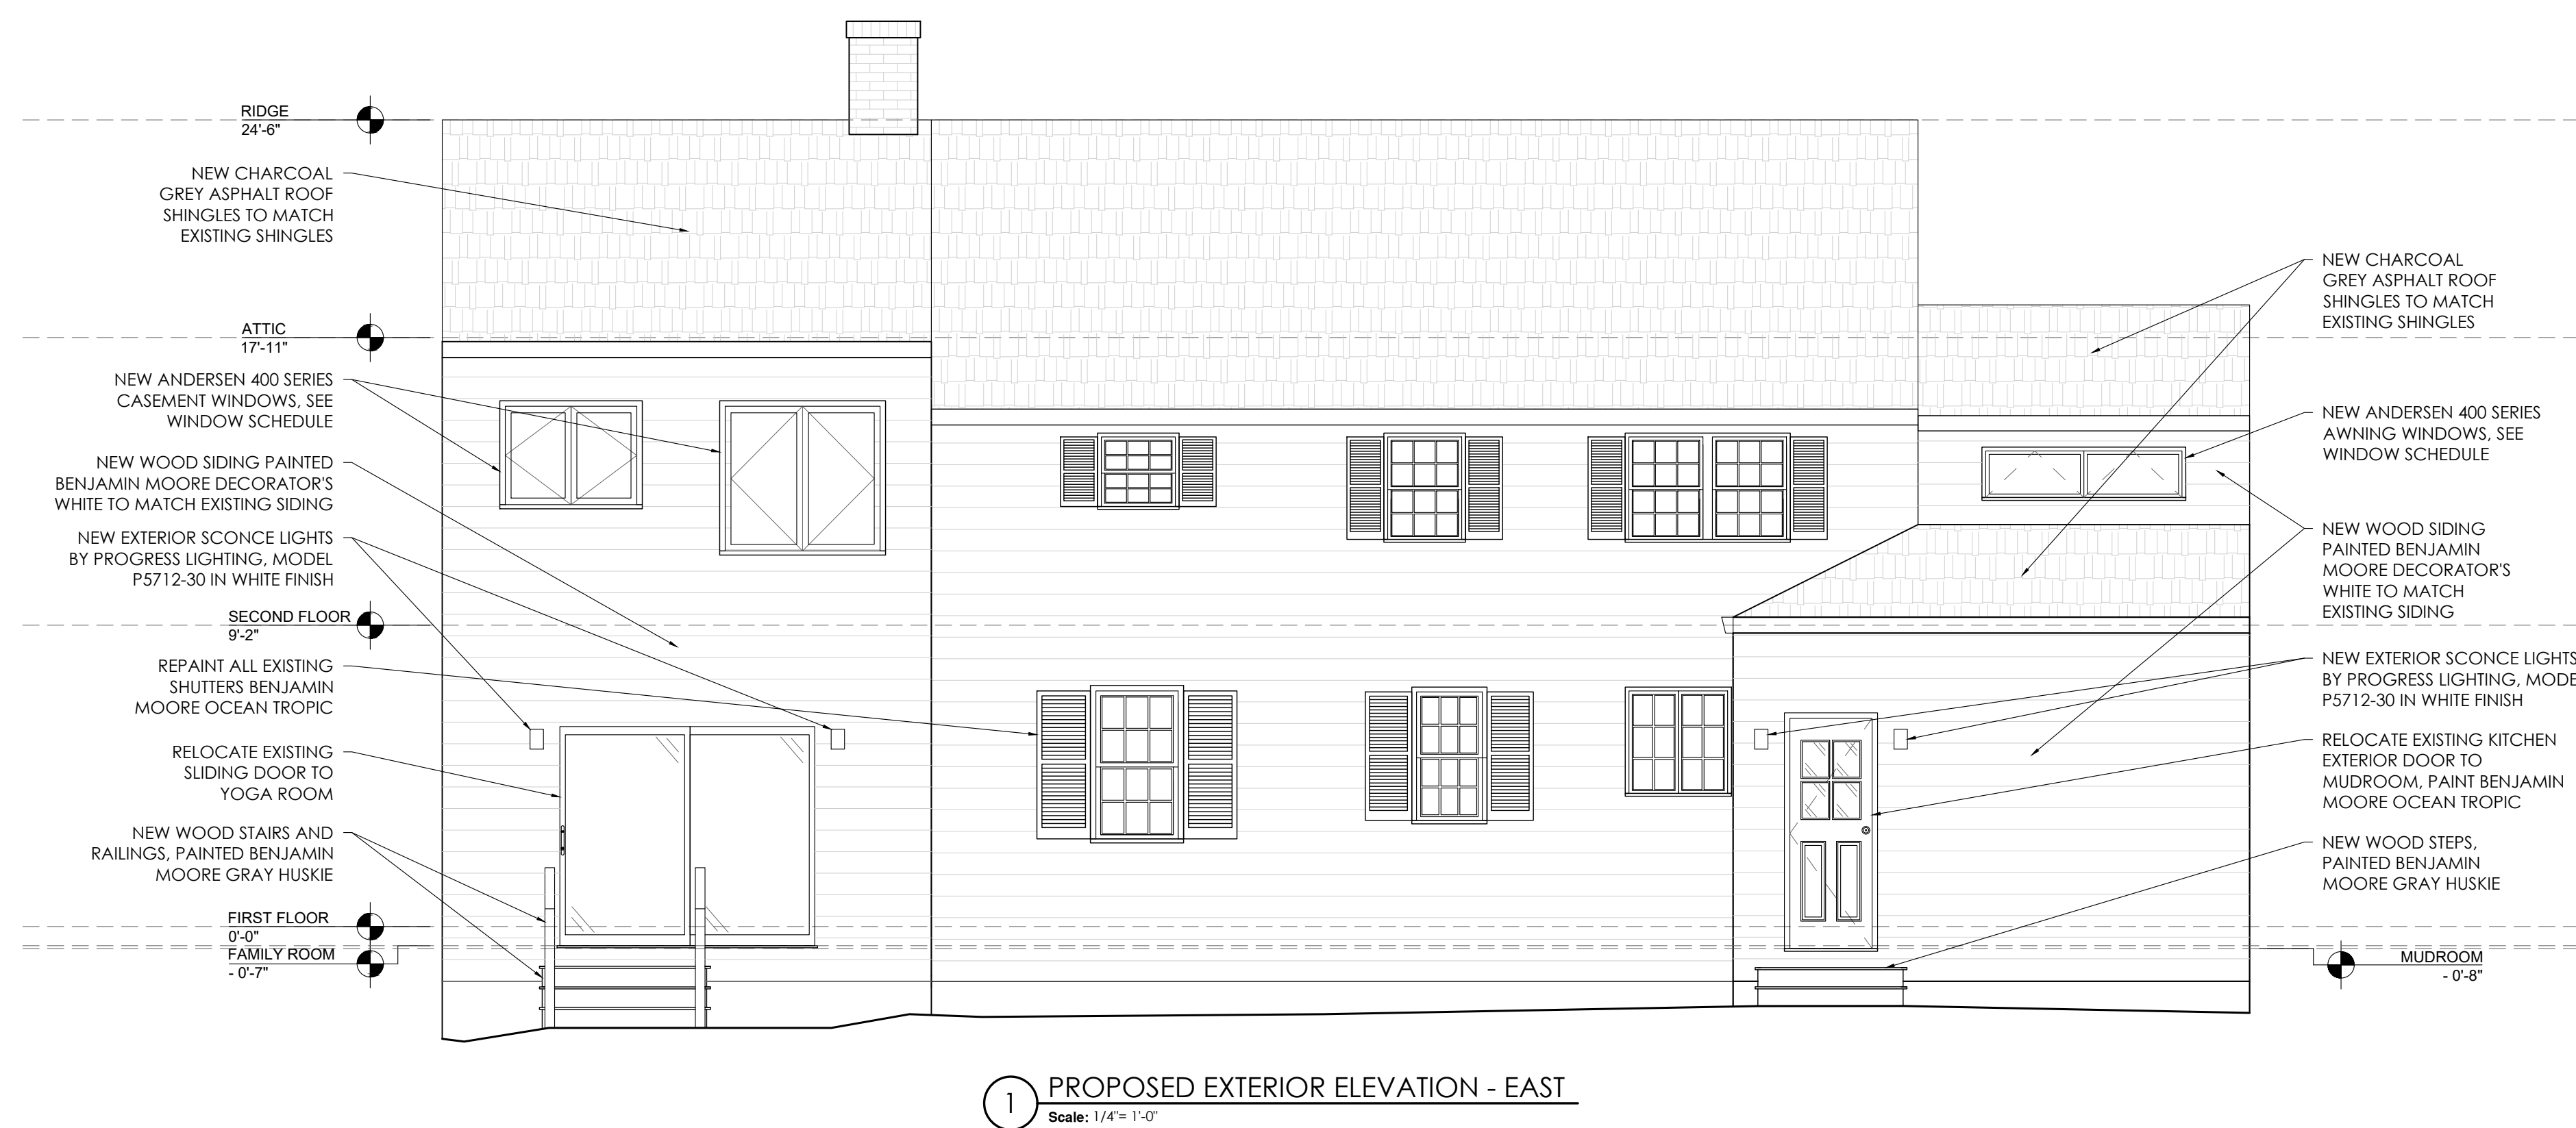 RIDGE
24'-6"
NEW CHARCOAL
GREY ASPHALT ROOF
SHINGLES TO MATCH
EXISTING SHINGLES
ATTIC
17'-11"
NEW ANDERSEN 400 SERIES
CASEMENT WINDOWS, SEE
WINDOW SCHEDULE
NEW WOOD SIDING PAINTED
BENJAMIN MOORE DECORATOR'S
WHITE TO MATCH EXISTING SIDING
NEW EXTERIOR SCONCE LIGHTS
BY PROGRESS LIGHTING, MODEL
P5712-30 IN WHITE FINISH
SECOND FLOOR
9'-2"
REPAINT ALL EXISTING
SHUTTERS BENJAMIN
MOORE OCEAN TROPIC
RELOCATE EXISTING
SLIDING DOOR TO
YOGA ROOM
NEW WOOD STAIRS AND
RAILINGS, PAINTED BENJAMIN
MOORE GRAY HUSKIE
FIRST FLOOR
0'-0"
FAMILY ROOM
- 0'-7"
NEW CHARCOAL
GREY ASPHALT ROOF
SHINGLES TO MATCH
EXISTING SHINGLES
NEW ANDERSEN 400 SERIES
AWNING WINDOWS, SEE
WINDOW SCHEDULE
NEW WOOD SIDING
PAINTED BENJAMIN
MOORE DECORATOR'S
WHITE TO MATCH
EXISTING SIDING
NEW EXTERIOR SCONCE LIGHTS
BY PROGRESS LIGHTING, MODE
P5712-30 IN WHITE FINISH
RELOCATE EXISTING KITCHEN
EXTERIOR DOOR TO
MUDROOM, PAINT BENJAMIN
MOORE OCEAN TROPIC
NEW WOOD STEPS,
PAINTED BENJAMIN
MOORE GRAY HUSKIE
MUDROOM
- 0'-8"
1 PROPOSED EXTERIOR ELEVATION - EAST
Scale: 1/4"= 1'-0"